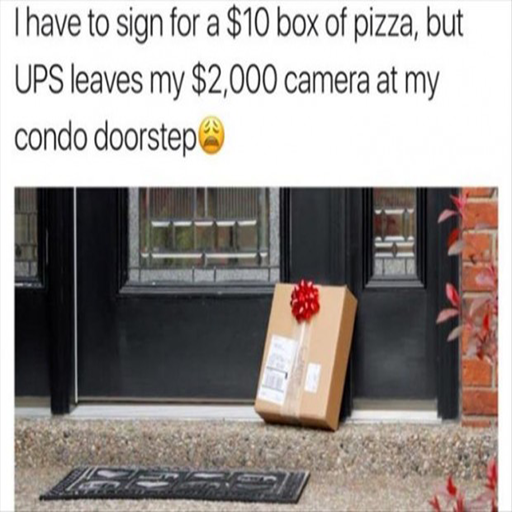 I have to sign for a $10 box of pizza, but
UPS leaves my $2,000 camera at my
condo doorstep😩